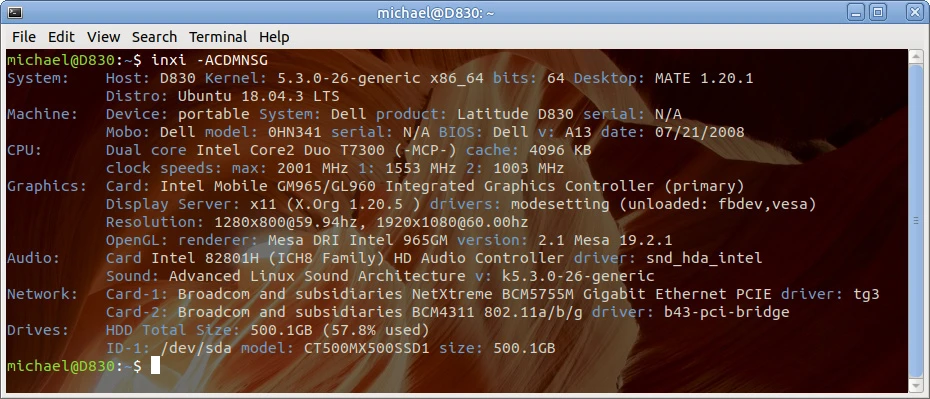 michael@D830: ~
File Edit View Search Terminal Help
michael@D830:~$ inxi -ACDMNSG
System:    Host: D830 Kernel: 5.3.0-26-generic x86_64 bits: 64 Desktop: MATE 1.20.1
           Distro: Ubuntu 18.04.3 LTS
Machine:   Device: portable System: Dell product: Latitude D830 serial: N/A
           Mobo: Dell model: 0HN341 serial: N/A BIOS: Dell v: A13 date: 07/21/2008
CPU:       Dual core Intel Core2 Duo T7300 (-MCP-) cache: 4096 KB
           clock speeds: max: 2001 MHz 1: 1553 MHz 2: 1003 MHz
Graphics:  Card: Intel Mobile GM965/GL960 Integrated Graphics Controller (primary)
           Display Server: x11 (X.Org 1.20.5 ) drivers: modesetting (unloaded: fbdev,vesa)
           Resolution: 1280x800@59.94hz, 1920x1080@60.00hz
           OpenGL: renderer: Mesa DRI Intel 965GM version: 2.1 Mesa 19.2.1
Audio:     Card Intel 82801H (ICH8 Family) HD Audio Controller driver: snd_hda_intel
           Sound: Advanced Linux Sound Architecture v: k5.3.0-26-generic
Network:   Card-1: Broadcom and subsidiaries NetXtreme BCM5755M Gigabit Ethernet PCIE driver: tg3
           Card-2: Broadcom and subsidiaries BCM4311 802.11a/b/g driver: b43-pci-bridge
Drives:    HDD Total Size: 500.1GB (57.8% used)
           ID-1: /dev/sda model: CT500MX500SSD1 size: 500.1GB
michael@D830:~$